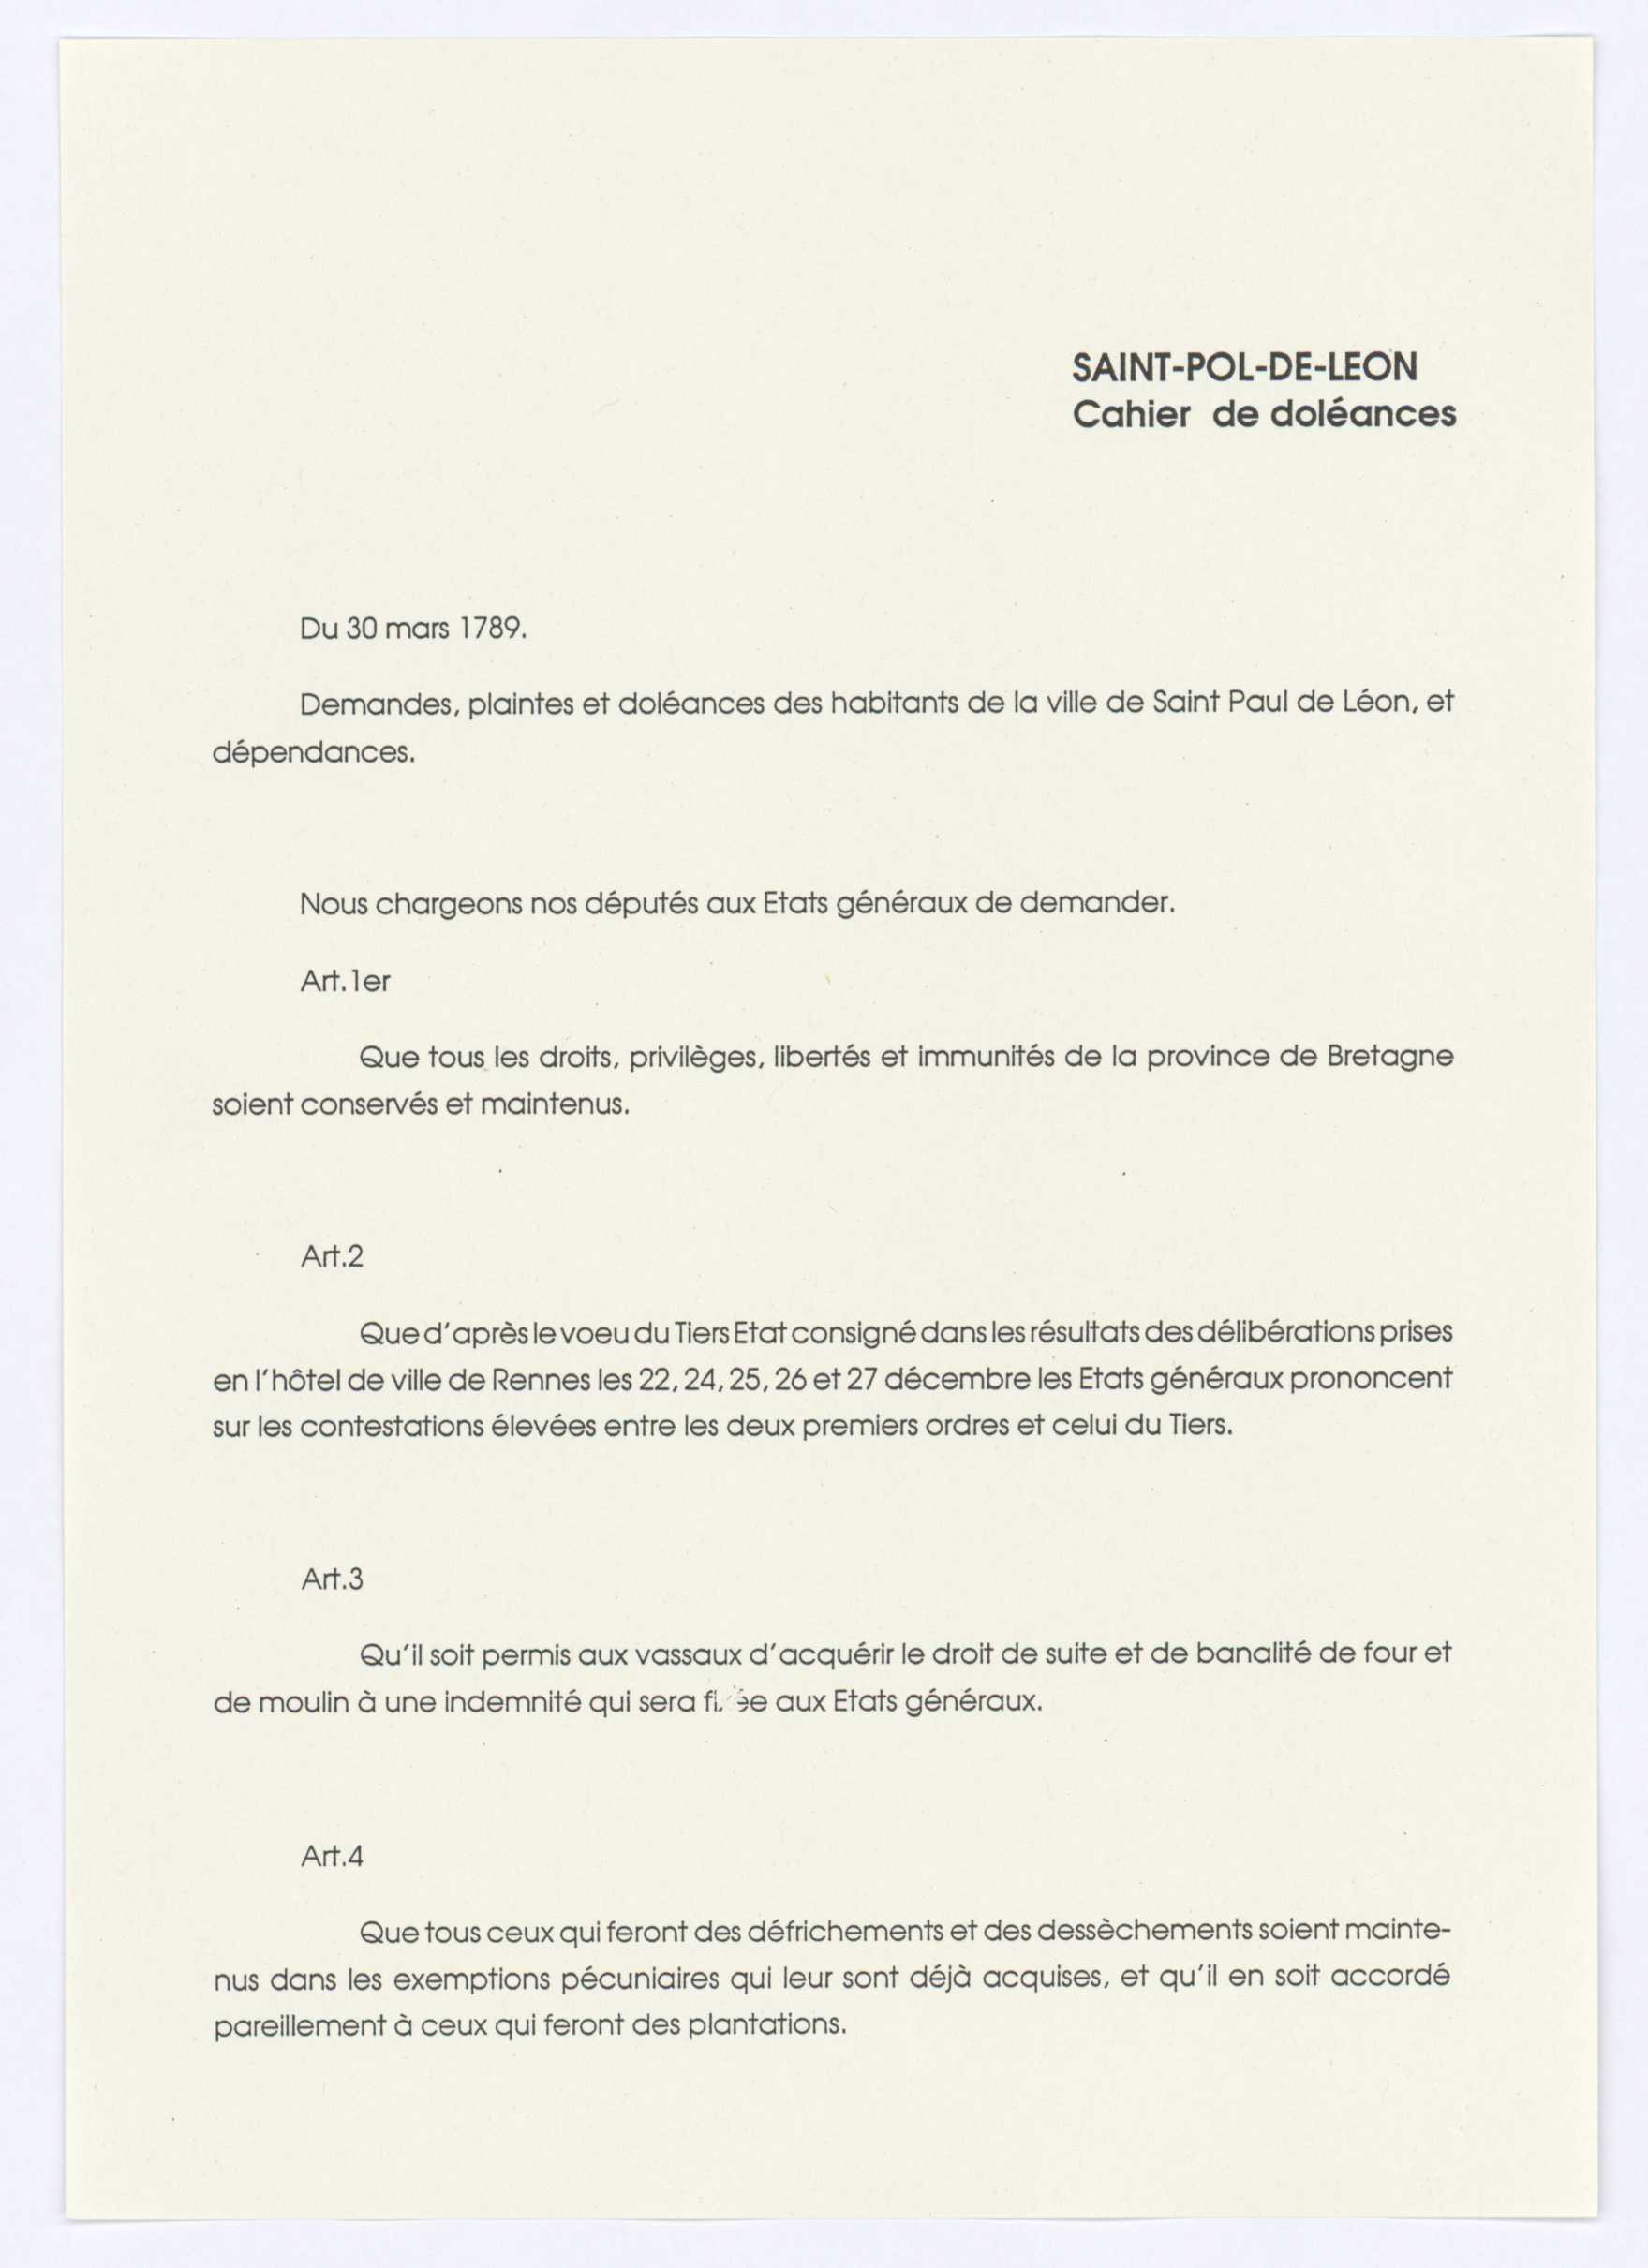 SAINT-POL-DE-LEON
Cahier de doléances
Du 30 mars 1789.
Demandes, plaintes et doléances des habitants de la ville de Saint Paul de Léon, et
dépendances.
Nous chargeons nos députés aux Etats généraux de demander.
Art.1er
Que tous les droits, privilèges, libertés et immunités de la province de Bretagne
soient conservés et maintenus.
Art.2
Que d'après le voeu du Tiers Etat consigné dans les résultats des délibérations prises
en l'hôtel de ville de Rennes les 22, 24, 25, 26 et 27 décembre les Etats généraux prononcent
sur les contestations élevées entre les deux premiers ordres et celui du Tiers.
Art.3
Qu'il soit permis aux vassaux d'acquérir le droit de suite et de banalité de four et
de moulin à une indemnité qui sera aux Etats généraux.
Art.4
Que tous ceux qui feront des défrichements et des dessèchements soient mainte-
nus dans les exemptions pécuniaires qui leur sont déjà acquises, et qu'il en soit accordé
pareillement à ceux qui feront des plantations.